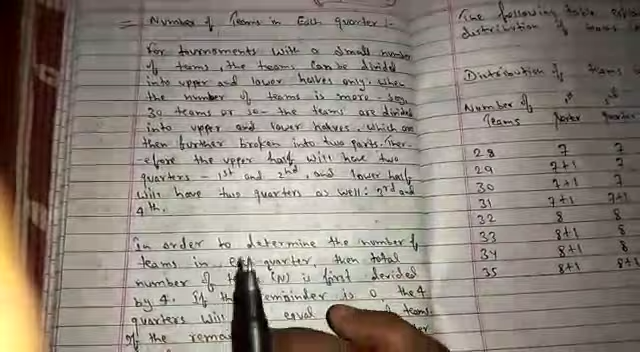 = Number of Teams in Each quarter :-
For tournaments with a small number
of teams, the teams can be divided
into upper and lower halves only. when
the number of teams is more - say
30 teams or so - the teams are divided
into upper and lower halves, which are
then further broken into two parts. Ther-
efore the upper half will have two
quarters - 1st and 2nd, and lower half
will have two quarters as well: 3rd and
4th.
In order to determine the number of
teams in quarter, then total
number of (N) is first devided
by 4. If the remainder is 0, the 4
quarters will equal teams.
of the
The following table
distribution of
Distribution of teams
Number of
Teams
28 7 7
29 7+1 7
30 7+1 7
31 7+1 7+1
32 8 8
33 8+1 8
34 8+1 8
35 8+1 8+1